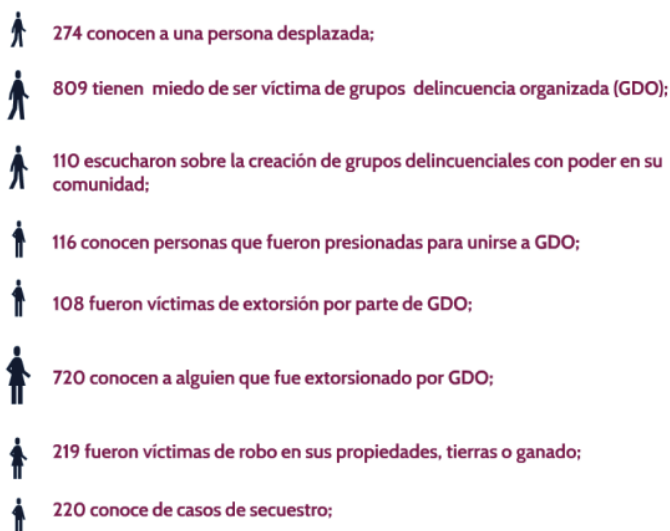 274 conocen a una persona desplazada;
809 tienen miedo de ser víctima de grupos delincuencia organizada (GDO);
110 escucharon sobre la creación de grupos delincuenciales con poder en su
comunidad;
116 conocen personas que fueron presionadas para unirse a GDO;
108 fueron víctimas de extorsión por parte de GDO;
720 conocen a alguien que fue extorsionado por GDO;
219 fueron víctimas de robo en sus propiedades, tierras o ganado;
220 conoce de casos de secuestro;